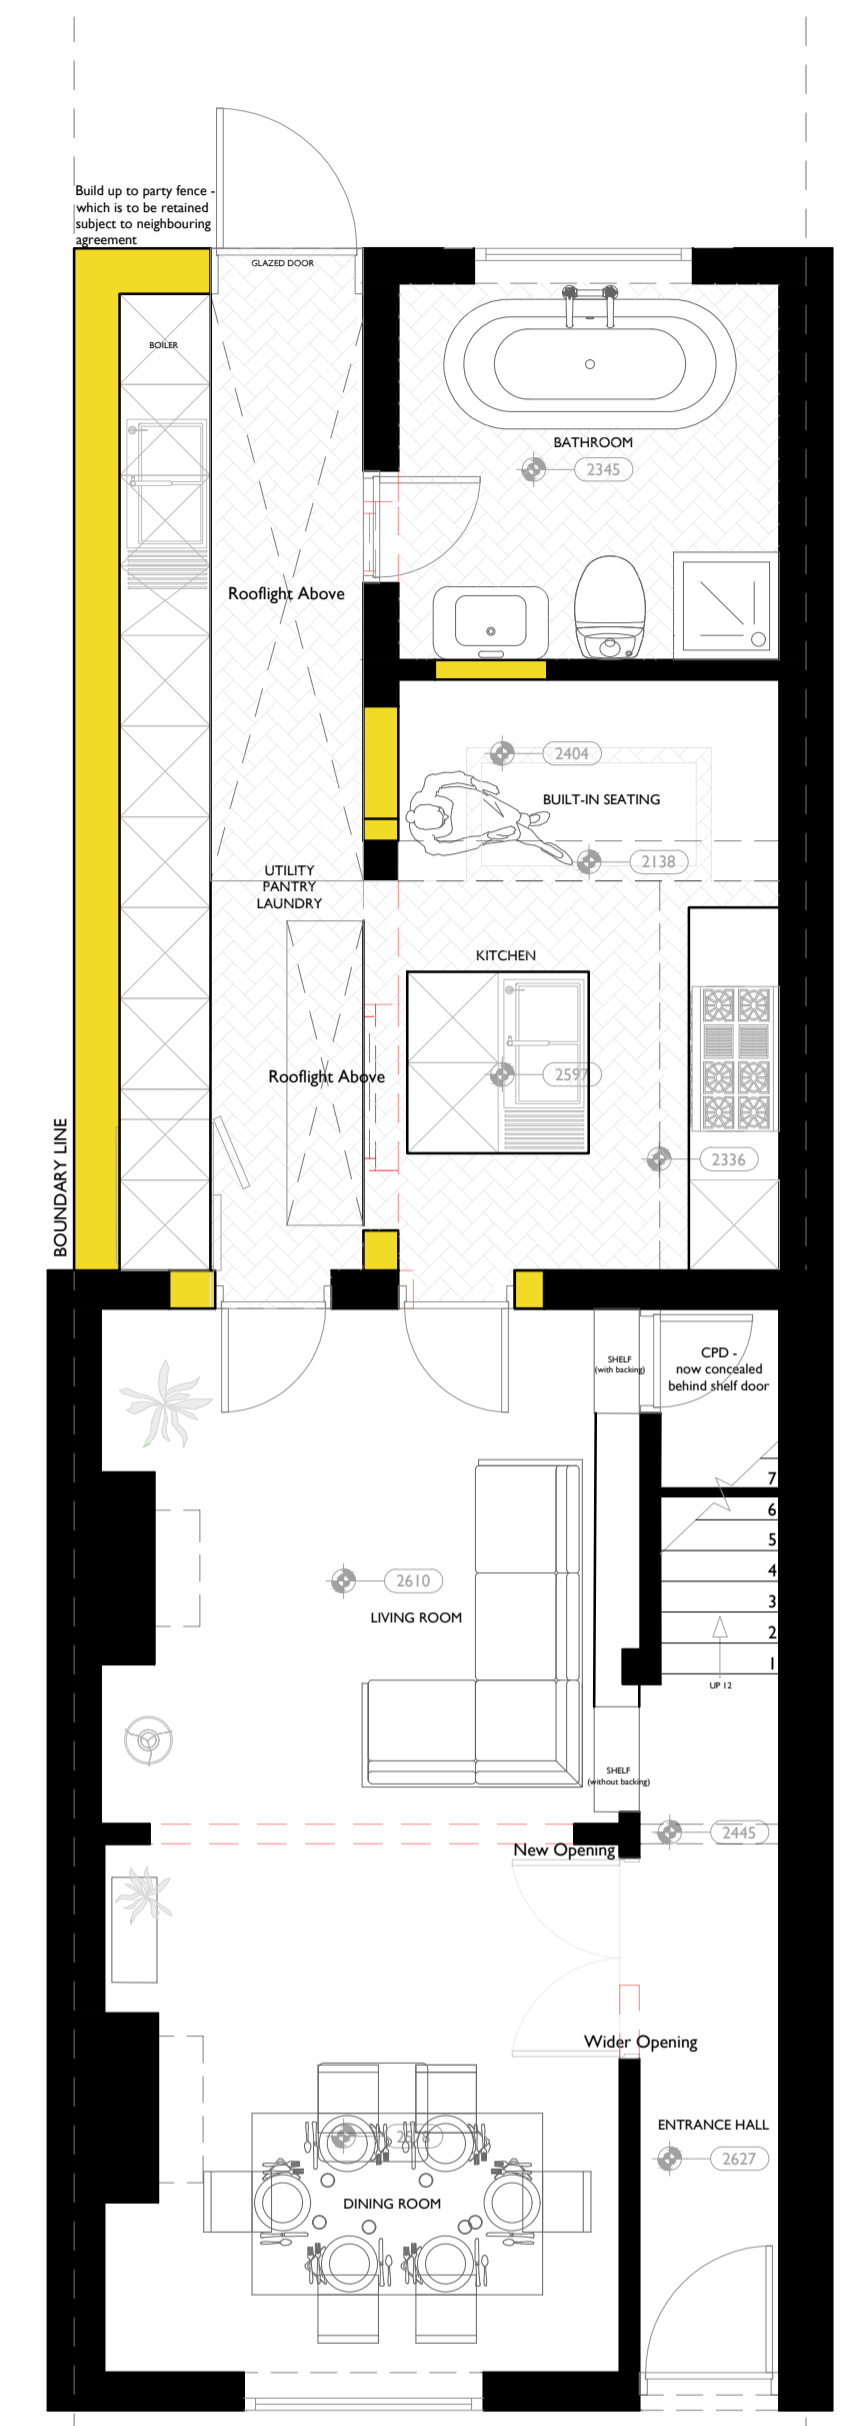 Build up to party fence -
which is to be retained
subject to neighbouring
agreement
GLAZED DOOR
BOILER
BATHROOM
2345
Rooflight Above
2404
BUILT-IN SEATING
2138
UTILITY
PANTRY
LAUNDRY
KITCHEN
Rooflight Above
2597
2336
BOUNDARY LINE
SHELF
(with backing)
CPD -
now concealed
behind shelf door
7
6
5
4
3
2
1
UP 12
2610
LIVING ROOM
SHELF
(without backing)
2445
New Opening
Wider Opening
ENTRANCE HALL
2627
DINING ROOM